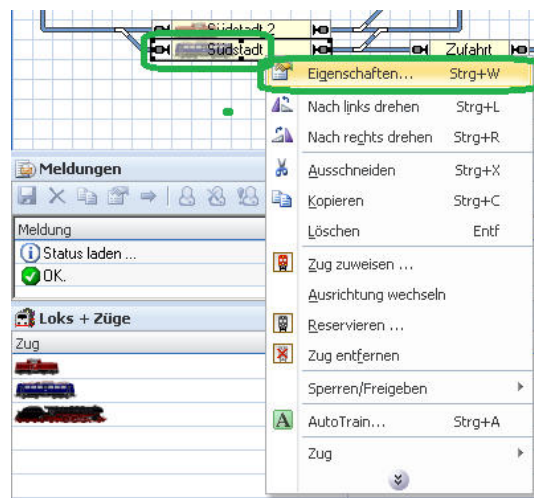 Südstadt 2
Südstadt
Zufahrt
Eigenschaften... Strg+W
Nach links drehen Strg+L
Nach rechts drehen Strg+R
Ausschneiden Strg+X
Kopieren Strg+C
Löschen Entf
Zug zuweisen ...
Ausrichtung wechseln
Reservieren ...
Zug entfernen
Sperren/Freigeben
A AutoTrain... Strg+A
Zug
Meldungen
Meldung
Status laden ...
OK.
Loks + Züge
Zug